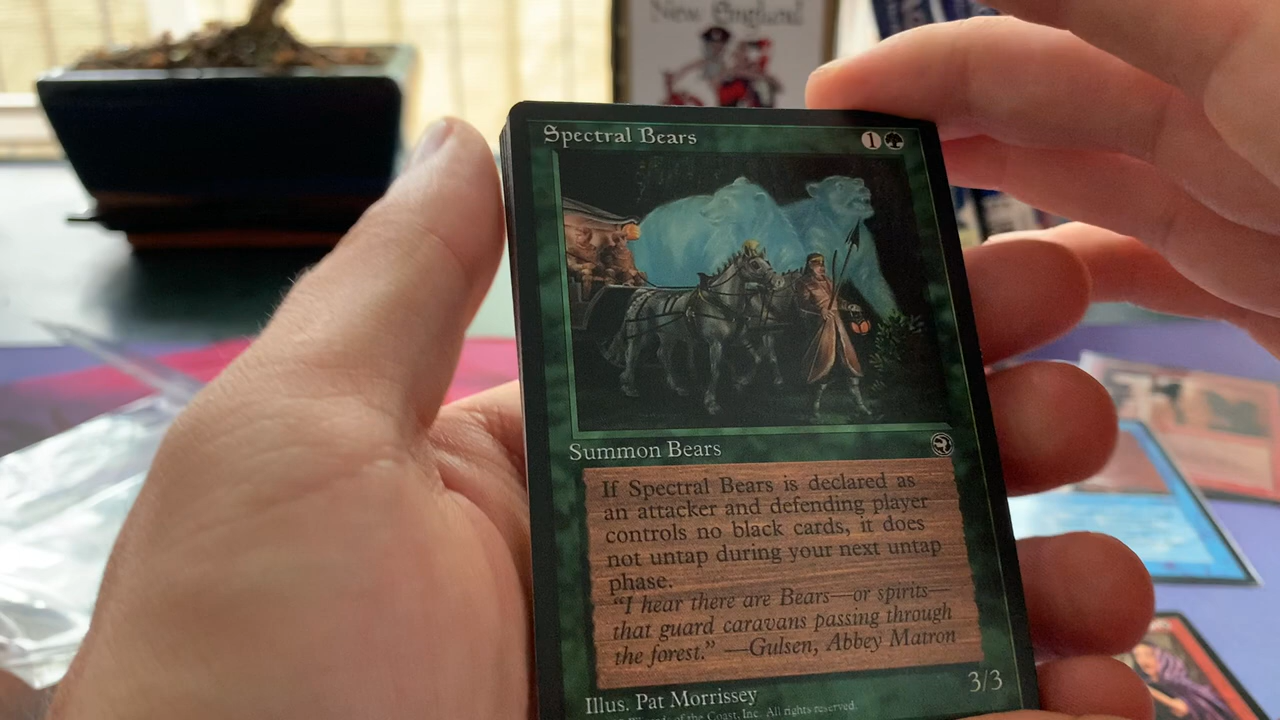 New England
Spectral Bears
1
Summon Bears
If Spectral Bears is declared as
an attacker and defending player
controls no black cards, it does
not untap during your next untap
phase.
"I hear there are Bears—or spirits—
that guard caravans passing through
the forest." —Gulsen, Abbey Matron
3/3
Illus. Pat Morrissey
of the Coast, Inc. All rights reserved.